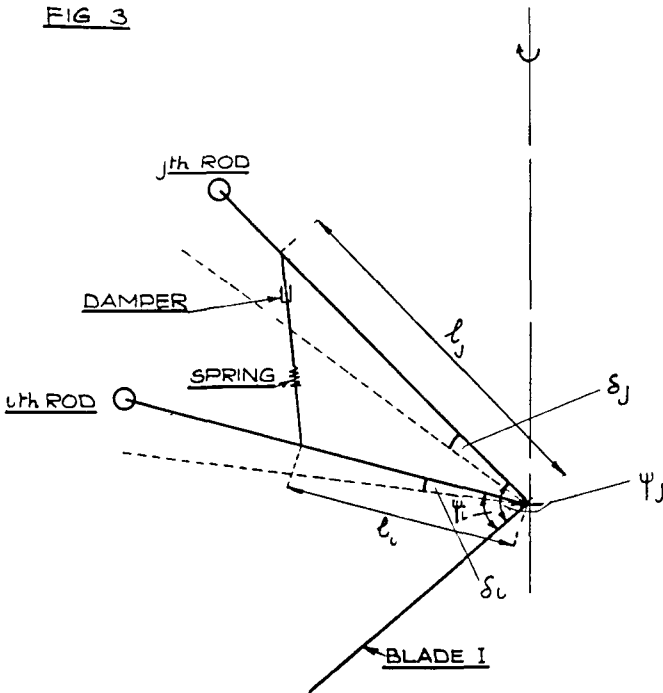 FIG 3
jth ROD
DAMPER
SPRING
ith ROD
ℓj
δj
ψj
ψi
ℓi
δi
BLADE I